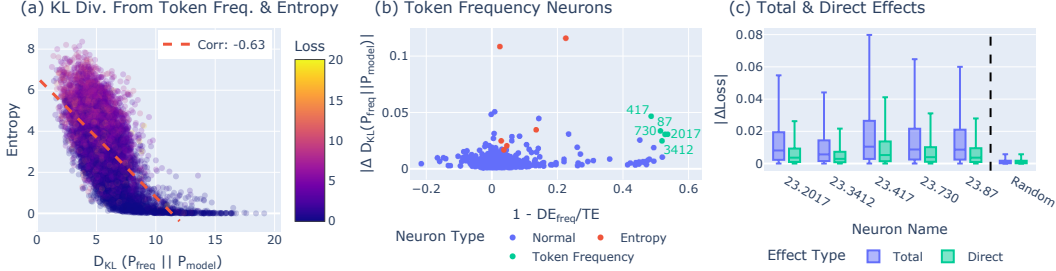 (a) KL Div. From Token Freq. & Entropy
Entropy
8
6
4
2
0
0
5
10
15
20
D_KL (P_freq || P_model)
Corr: -0.63
Loss
20
15
10
5
0
(b) Token Frequency Neurons
|Δ D_KL(P_freq || P_model)|
0.1
0.05
0
−0.2
0
0.2
0.4
0.6
417
87
730
2017
3412
1 - DE_freq/TE
Neuron Type
Normal
Entropy
Token Frequency
(c) Total & Direct Effects
|ΔLoss|
0.08
0.06
0.04
0.02
0
23.2017
23.3412
23.417
23.730
23.87
Random
Neuron Name
Effect Type
Total
Direct